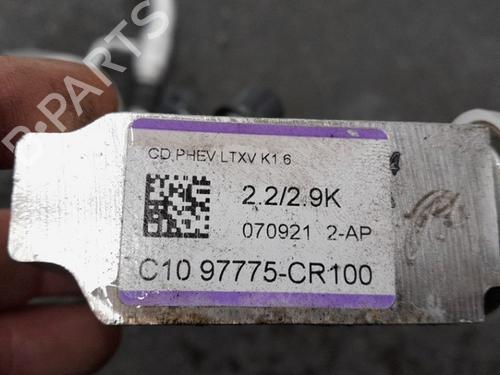 B-PARTS
CD PHEV LTXV K1.6
2.2/2.9K
070921 2-AP
C10 97775-CR100